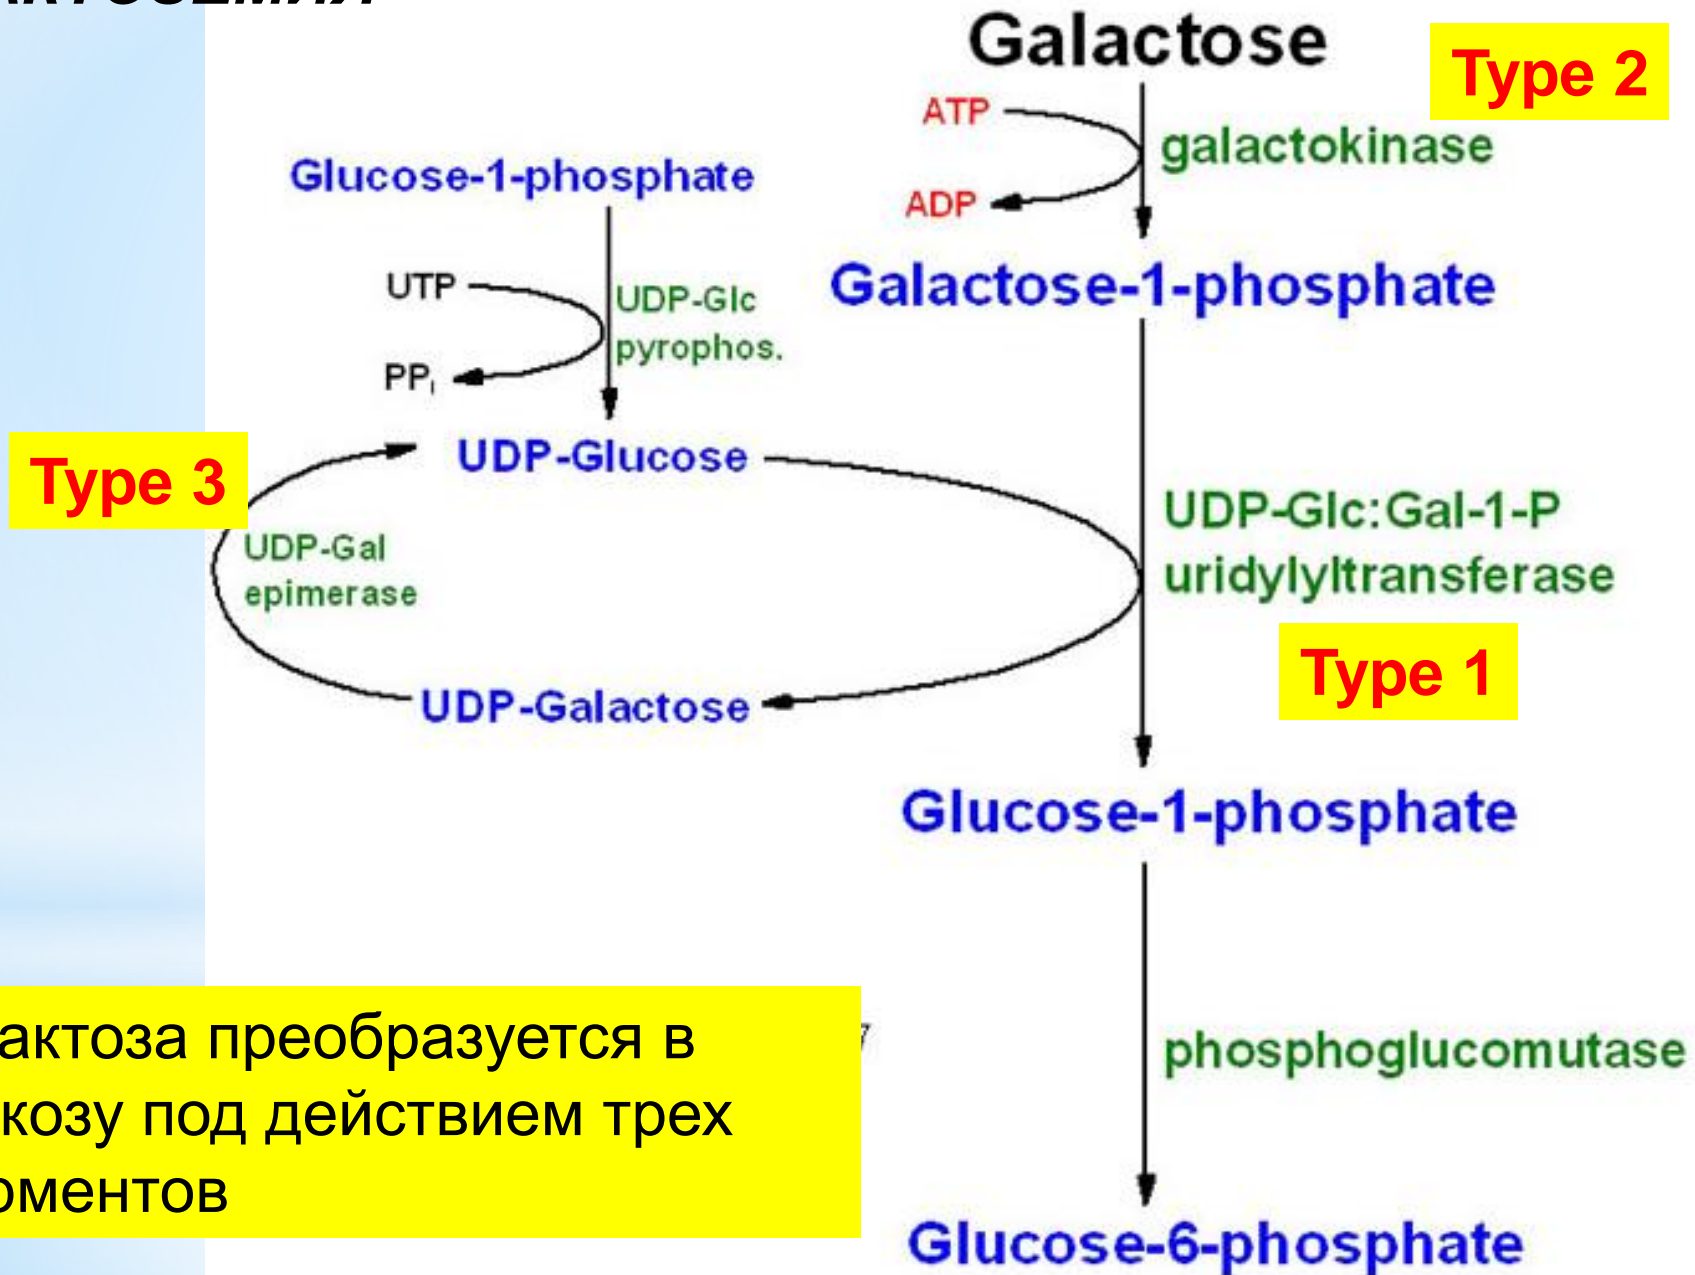 АКТОЗЕМИЯ
Galactose
Type 2
ATP
galactokinase
Glucose-1-phosphate
ADP
UTP
UDP-Glc
pyrophos.
Galactose-1-phosphate
PPi
Type 3
UDP-Glucose
UDP-Gal
epimerase
UDP-Glc:Gal-1-P
uridylyltransferase
Type 1
UDP-Galactose
Glucose-1-phosphate
актоза преобразуется в
козу под действием трех
рментов
phosphoglucomutase
Glucose-6-phosphate